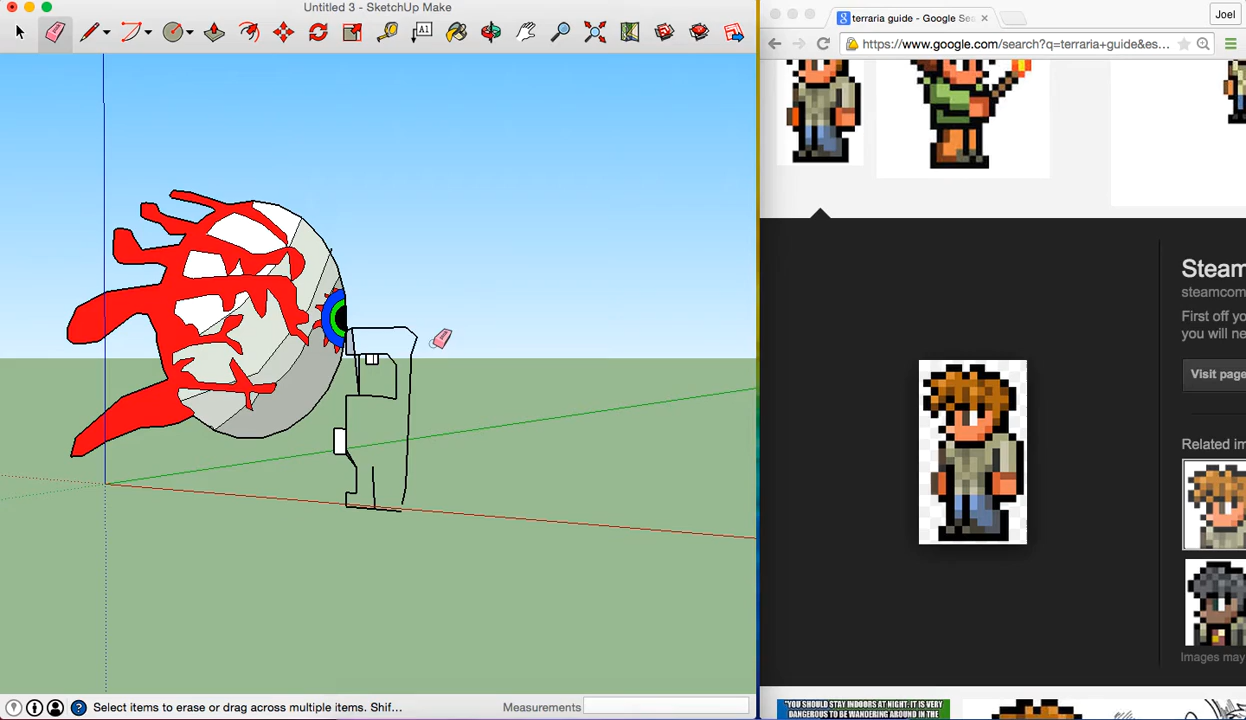 Untitled 3 - SketchUp Make
A1
Select items to erase or drag across multiple items. Shif...
Measurements
terraria guide - Google Sea
Joel
https://www.google.com/search?q=terraria+guide&es...
Steam
steamcom
First off yo
you will ne
Visit page
Related im
Images may
"YOU SHOULD STAY INDOORS AT NIGHT. IT IS VERY
DANGEROUS TO BE WANDERING AROUND IN THE